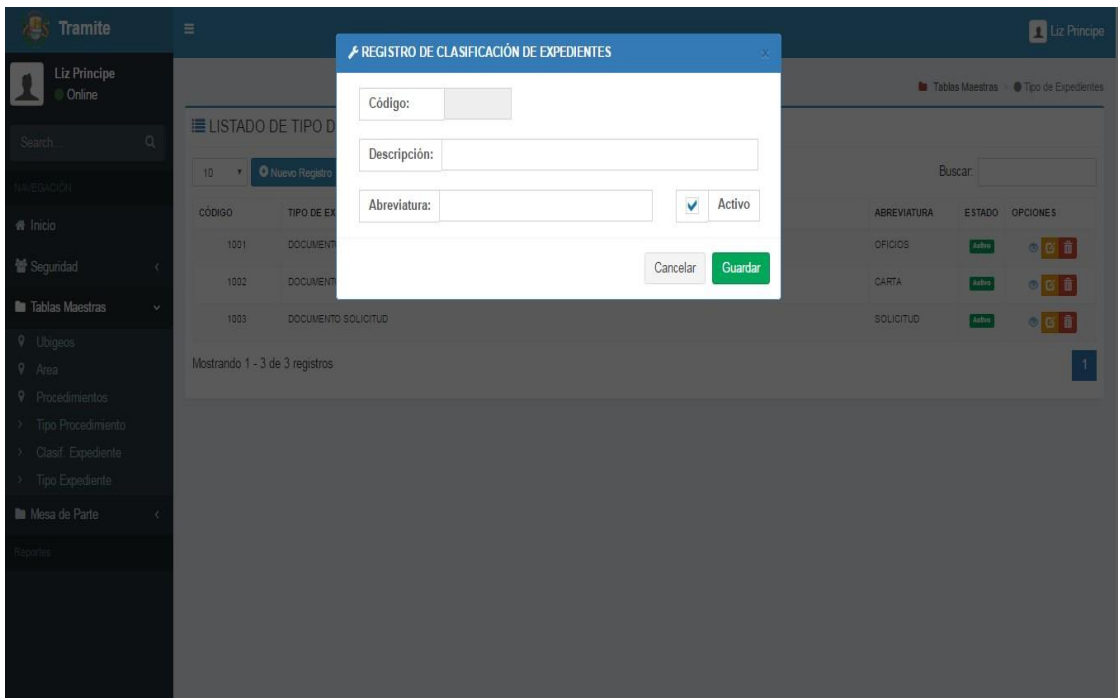 Tramite
Liz Principe
Liz Principe
Online
Tablas Maestras > Tipo de Expedientes
REGISTRO DE CLASIFICACIÓN DE EXPEDIENTES
x
Código:
Descripción:
Abreviatura:
Activo
Cancelar
Guardar
Search...
NAVEGACIÓN
Inicio
Seguridad
Tablas Maestras
Ubigeos
Area
Procedimientos
Tipo Procedimiento
Clasif. Expediente
Tipo Expediente
Mesa de Parte
Reportes
LISTADO DE TIPO D
10
Nuevo Registro
Buscar:
CÓDIGO TIPO DE EX ABREVIATURA ESTADO OPCIONES
1001 DOCUMENT OFICIOS Activo
1002 DOCUMENT CARTA Activo
1003 DOCUMENTO SOLICITUD SOLICITUD Activo
Mostrando 1 - 3 de 3 registros
1